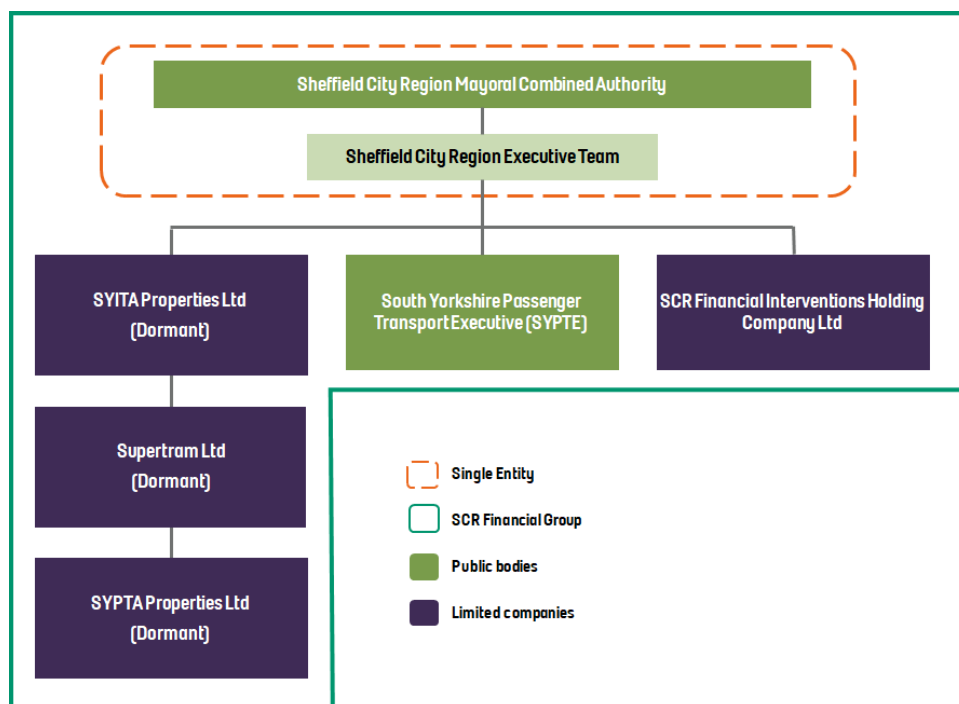 Sheffield City Region Mayoral Combined Authority
Sheffield City Region Executive Team
SYITA Properties Ltd
(Dormant)
South Yorkshire Passenger
Transport Executive (SYPTE)
SCR Financial Interventions Holding
Company Ltd
Supertram Ltd
(Dormant)
SYPTA Properties Ltd
(Dormant)
Single Entity
SCR Financial Group
Public bodies
Limited companies